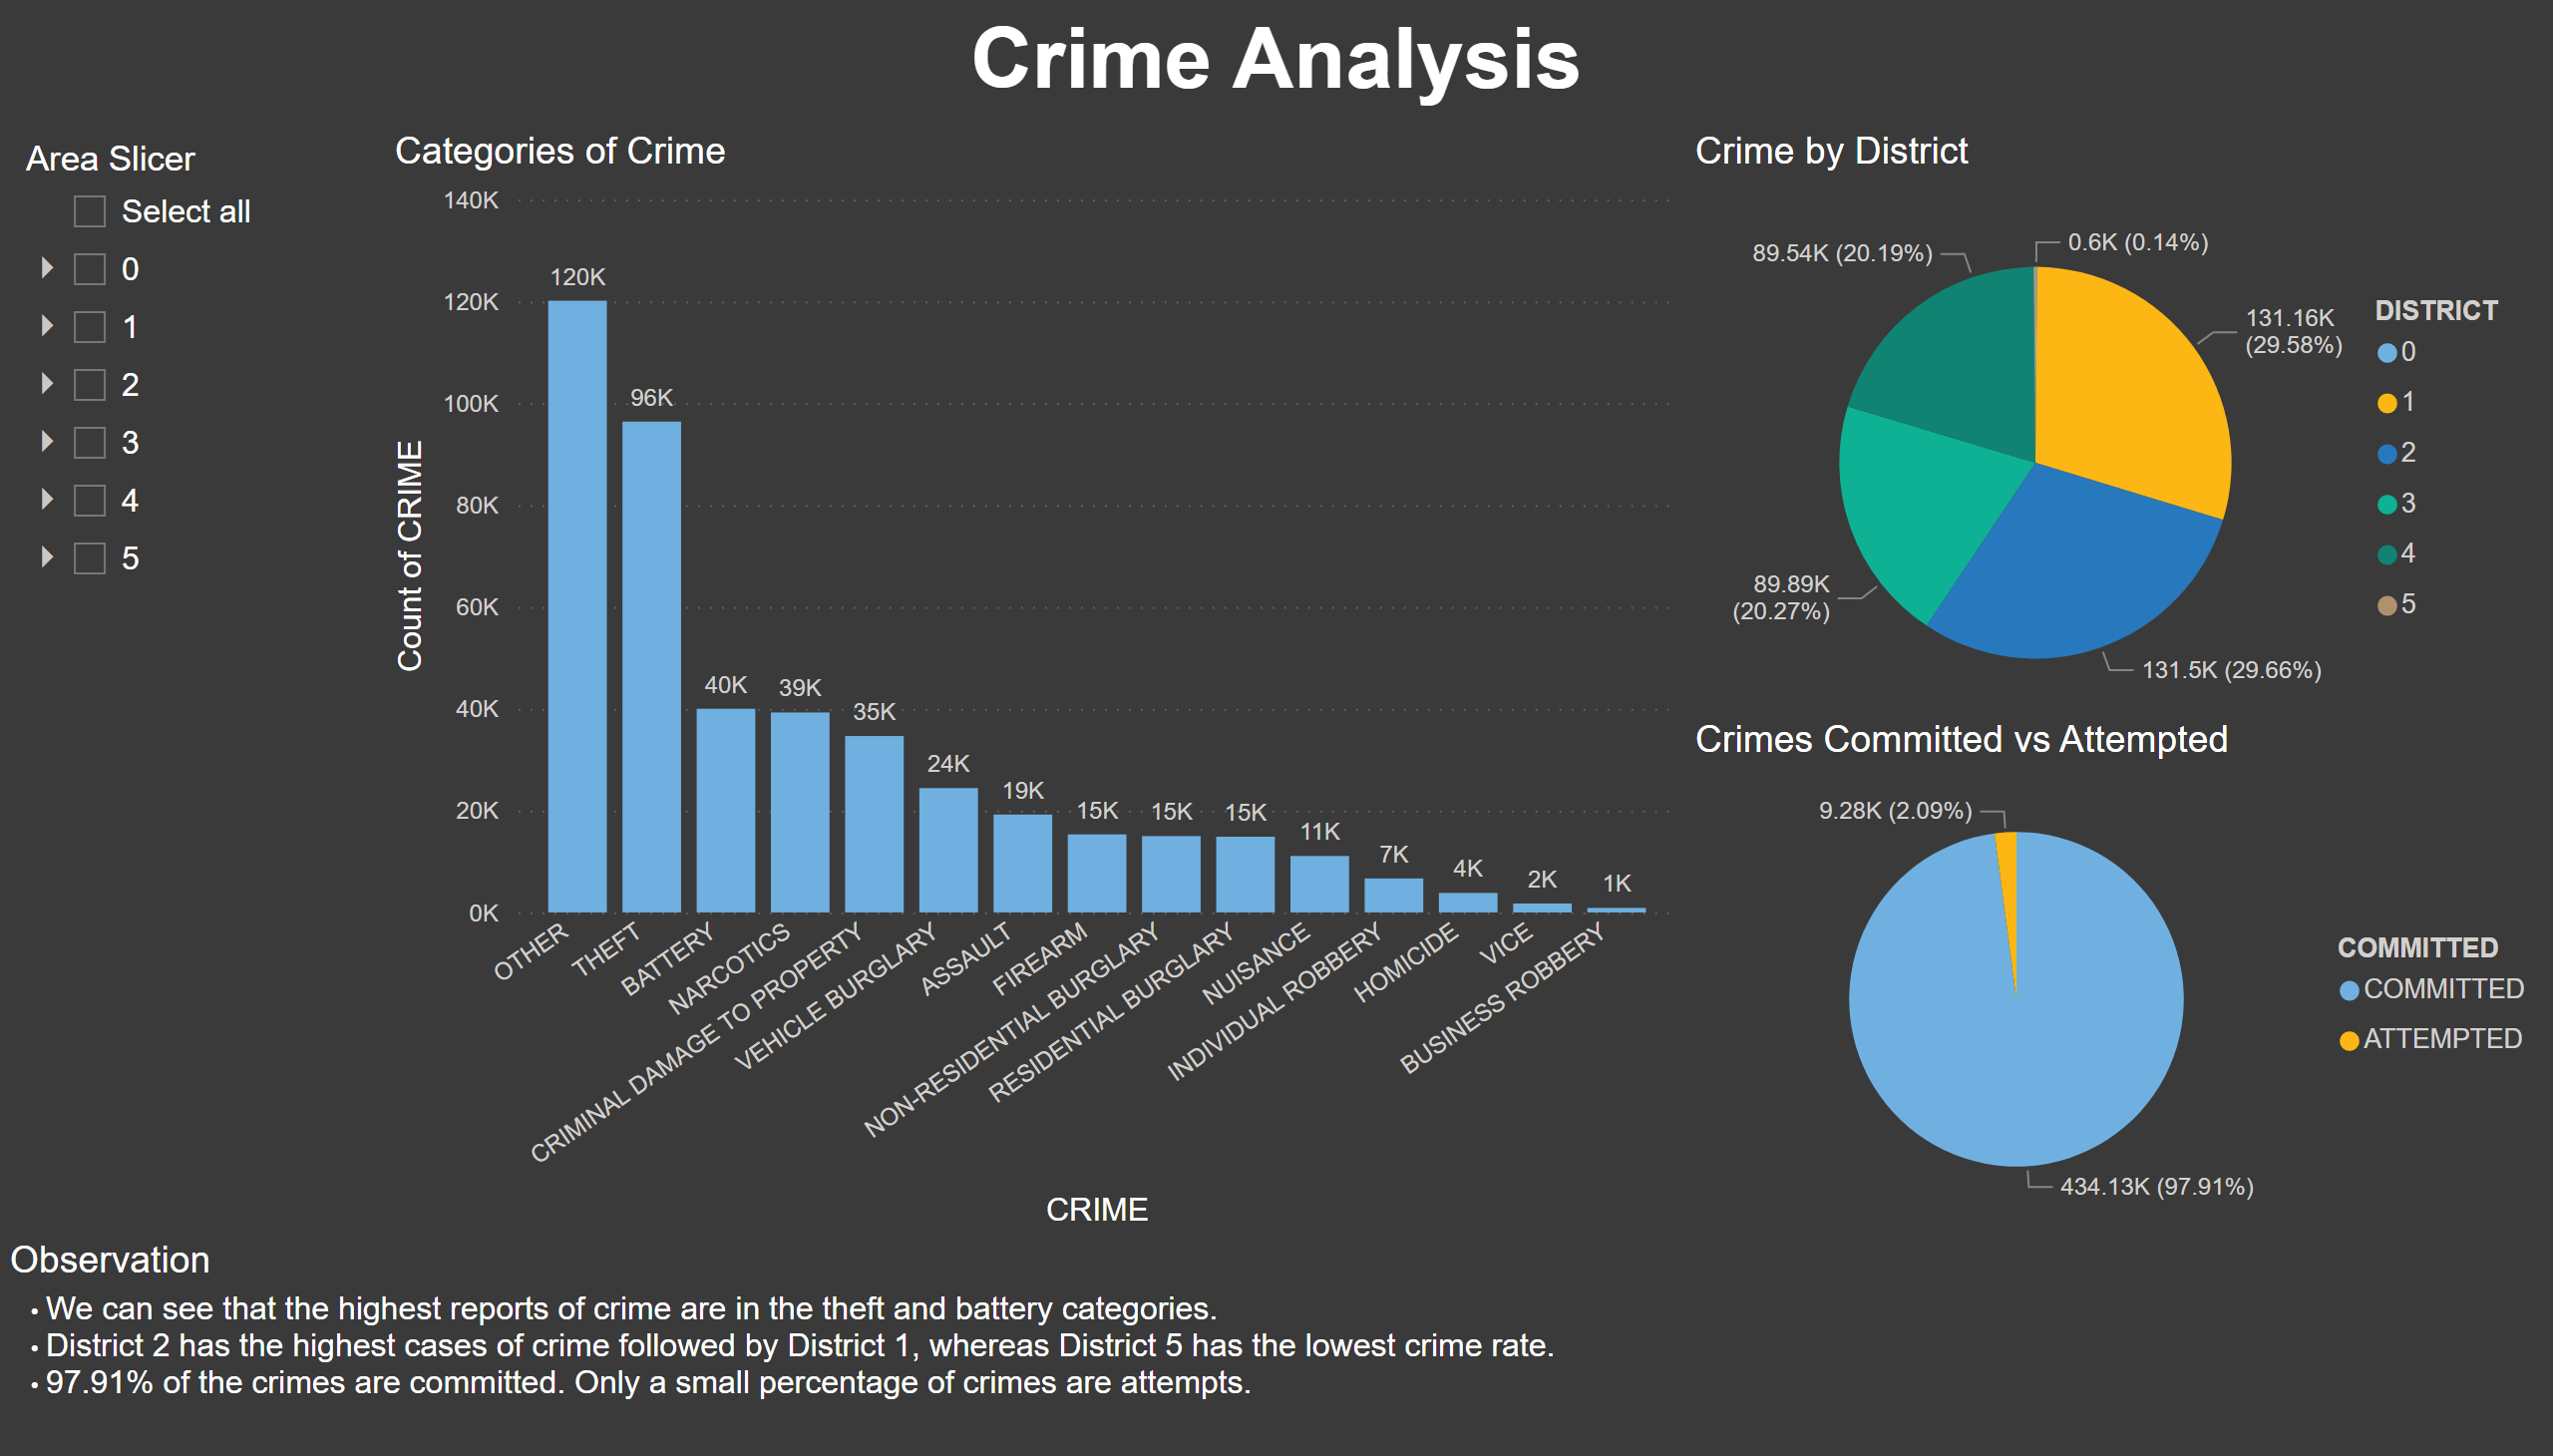 Crime Analysis
Area Slicer
Select all
0
1
2
3
4
5
Categories of Crime
140K
120K
100K
80K
60K
40K
20K
0K
Count of CRIME
120K
96K
40K
39K
35K
24K
19K
15K
15K
15K
11K
7K
4K
2K
1K
OTHER
THEFT
BATTERY
NARCOTICS
CRIMINAL DAMAGE TO PROPERTY
VEHICLE BURGLARY
ASSAULT
FIREARM
NON-RESIDENTIAL BURGLARY
RESIDENTIAL BURGLARY
NUISANCE
INDIVIDUAL ROBBERY
HOMICIDE
VICE
BUSINESS ROBBERY
CRIME
Crime by District
0.6K (0.14%)
89.54K (20.19%)
131.16K
(29.58%)
89.89K
(20.27%)
131.5K (29.66%)
DISTRICT
0
1
2
3
4
5
Crimes Committed vs Attempted
9.28K (2.09%)
434.13K (97.91%)
COMMITTED
COMMITTED
ATTEMPTED
Observation
• We can see that the highest reports of crime are in the theft and battery categories.
• District 2 has the highest cases of crime followed by District 1, whereas District 5 has the lowest crime rate.
• 97.91% of the crimes are committed. Only a small percentage of crimes are attempts.